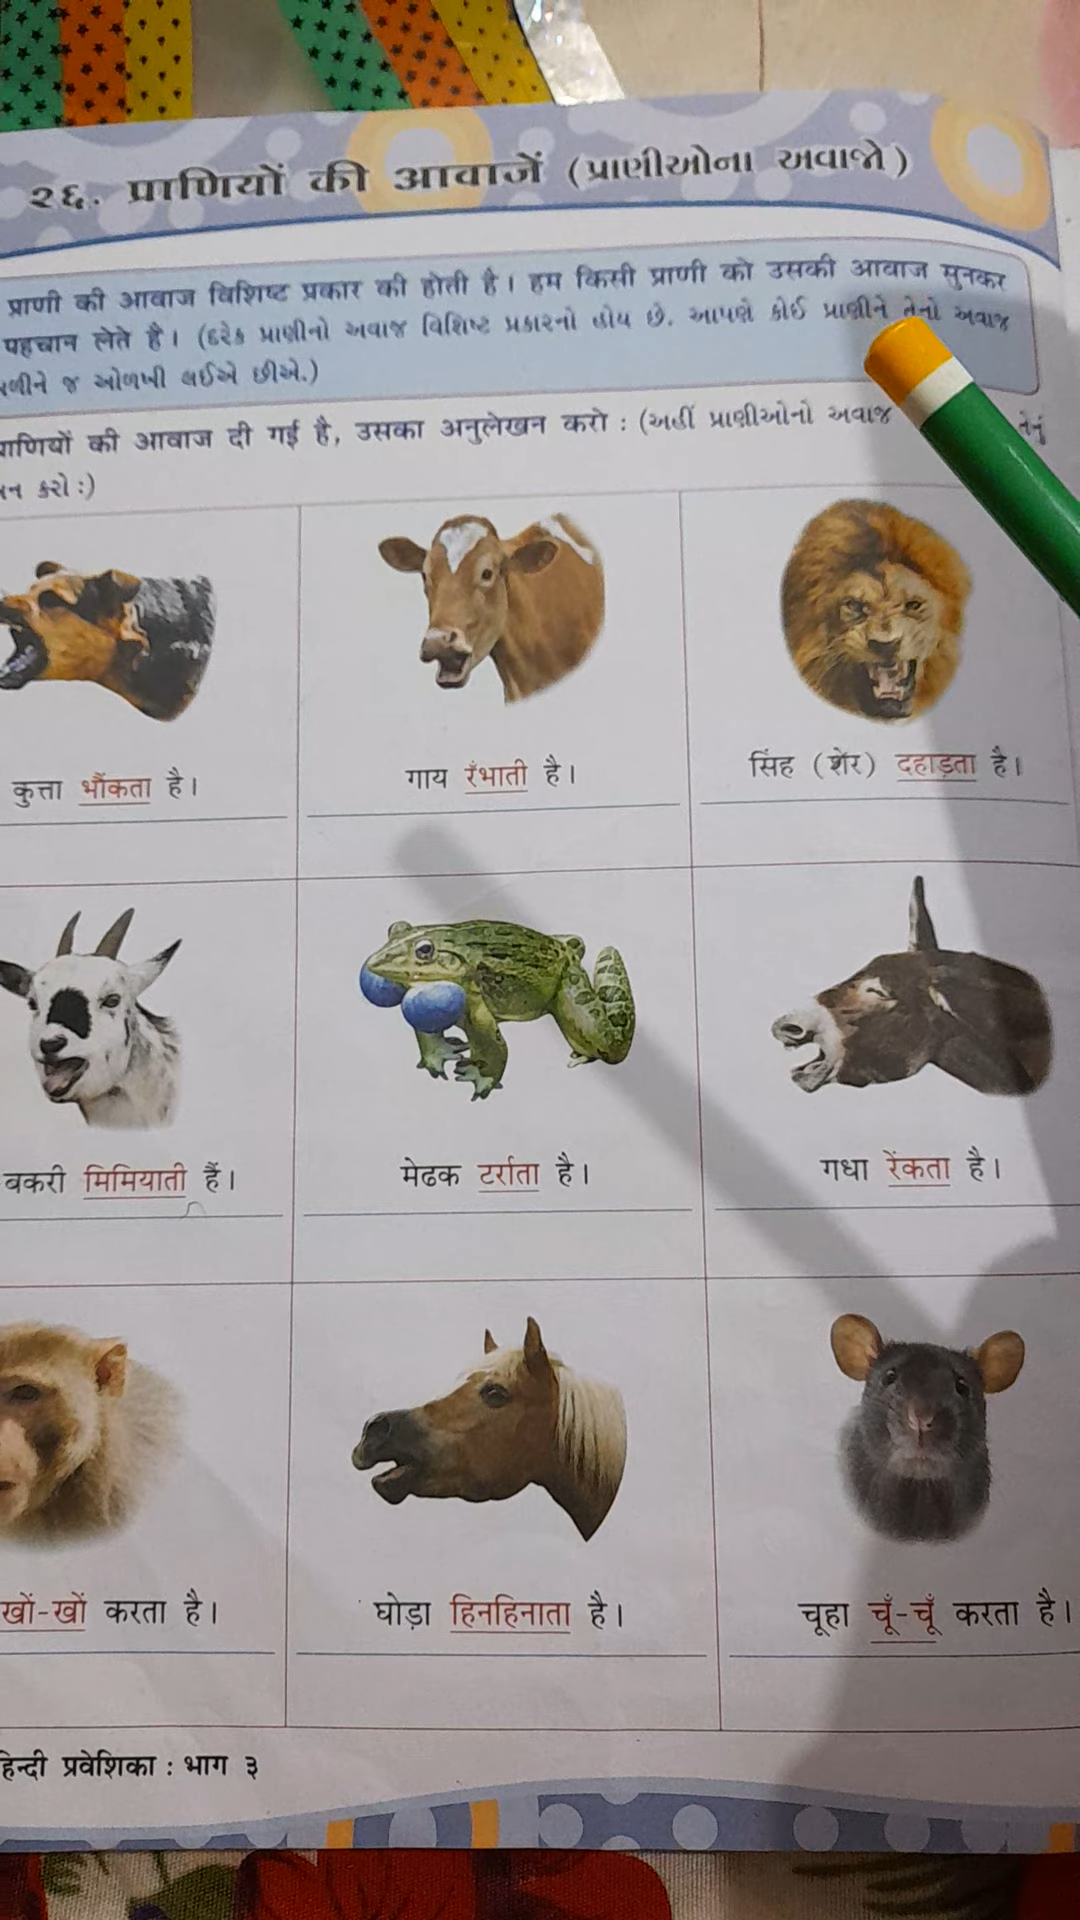 २६. प्राणियों की आवाजें (પ્રાણીઓના અવાજો)
प्राणी की आवाज विशिष्ट प्रकार की होती है। हम किसी प्राणी को उसकी आवाज सुनकर
पहचान लेते हैं। (દરેક પ્રાણીનો અવાજ વિશિષ્ટ પ્રકારનો હોય છે. આપણે કોઈ પ્રાણીને તેનો અવાજ
જ ઓળખી લઈએ છીએ.)
की आवाज दी गई है, उसका अनुलेखन करो : (અહીં પ્રાણીઓનો અવાજ
કરો :)
कुत्ता भौंकता है।
गाय रँभाती है।
सिंह (शेर) दहाड़ता है।
बकरी मिमियाती हैं।
मेढक टर्राता है।
गधा रेंकता है।
खों-खों करता है।
घोड़ा हिनहिनाता है।
चूहा चूँ-चूँ करता है।
हिन्दी प्रवेशिका : भाग ३